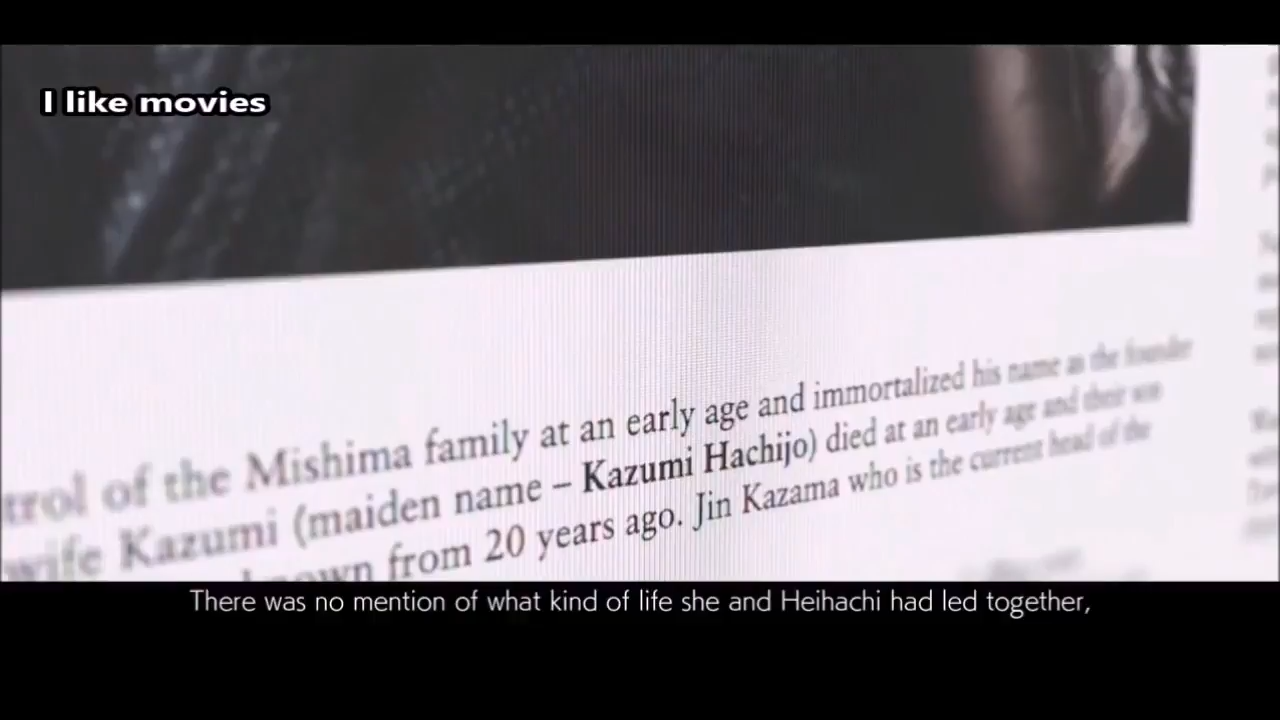 I like movies
trol of the Mishima family at an early age and immortalized his name as the founder
wife Kazumi (maiden name – Kazumi Hachijo) died at an early age and their son
from 20 years ago. Jin Kazama who is the current head of the
There was no mention of what kind of life she and Heihachi had led together,